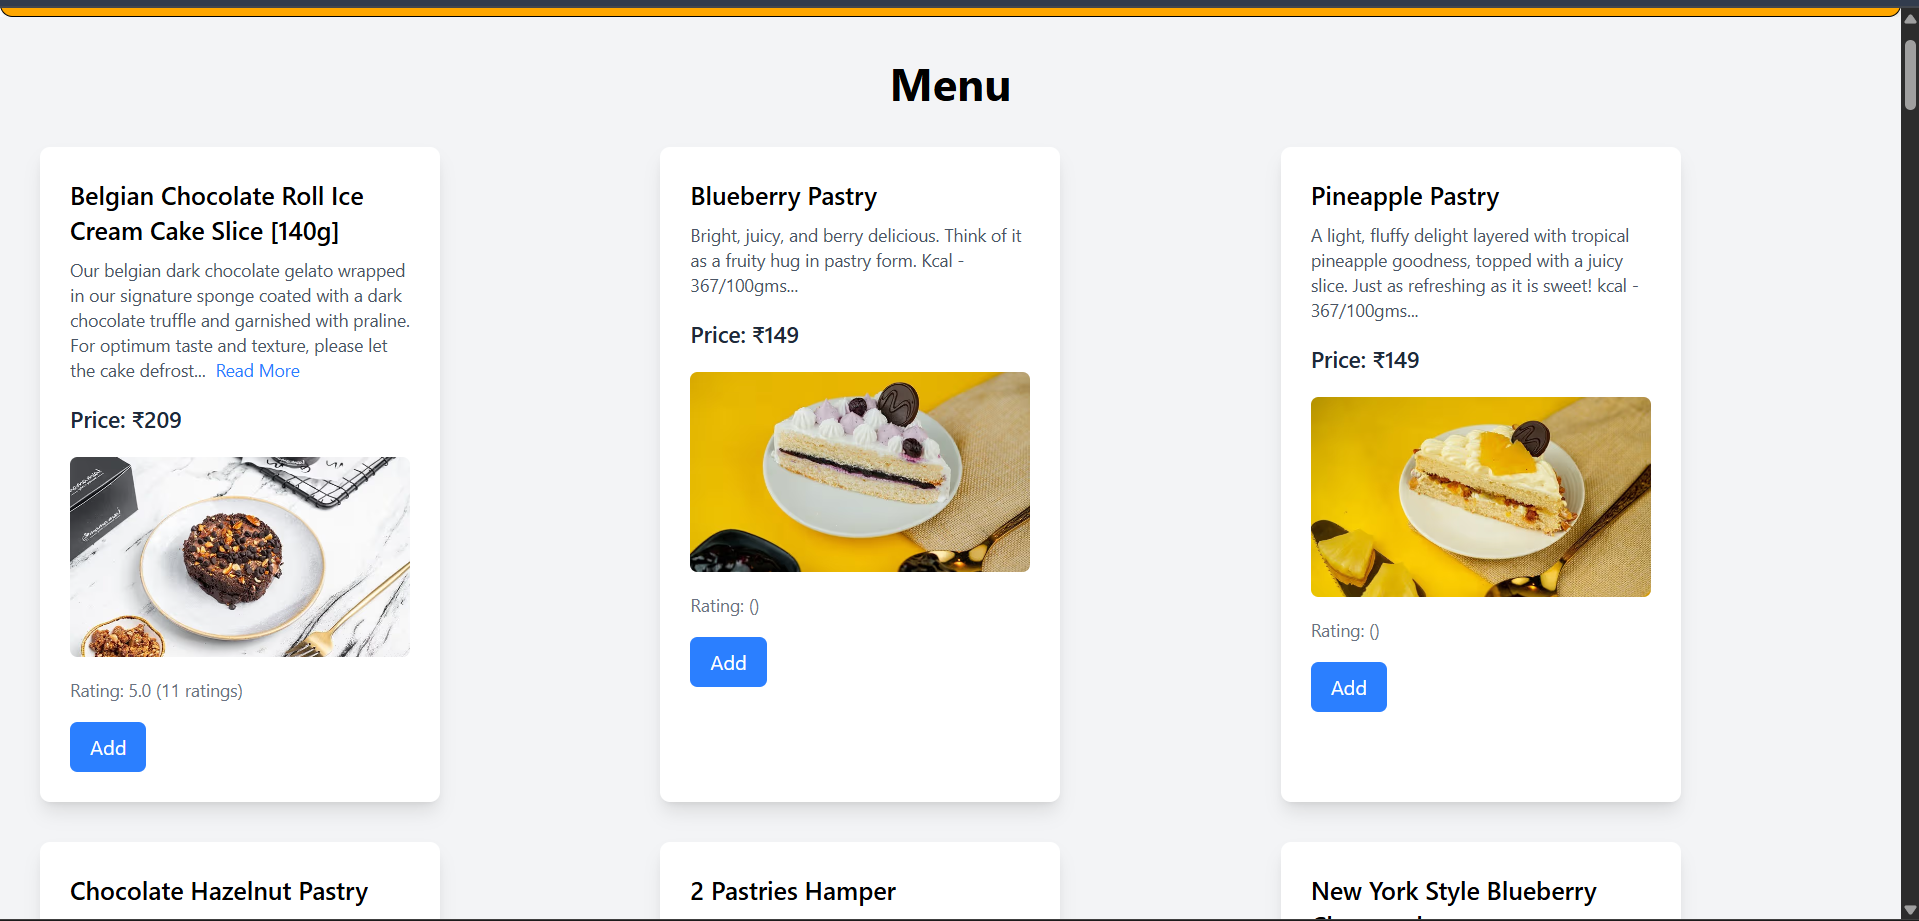 Menu
Belgian Chocolate Roll Ice
Cream Cake Slice [140g]
Our belgian dark chocolate gelato wrapped
in our signature sponge coated with a dark
chocolate truffle and garnished with praline.
For optimum taste and texture, please let
the cake defrost... Read More
Price: ₹209
Rating: 5.0 (11 ratings)
Add
Blueberry Pastry
Bright, juicy, and berry delicious. Think of it
as a fruity hug in pastry form. Kcal -
367/100gms...
Price: ₹149
Rating: ()
Add
Pineapple Pastry
A light, fluffy delight layered with tropical
pineapple goodness, topped with a juicy
slice. Just as refreshing as it is sweet! kcal -
367/100gms...
Price: ₹149
Rating: ()
Add
Chocolate Hazelnut Pastry
2 Pastries Hamper
New York Style Blueberry